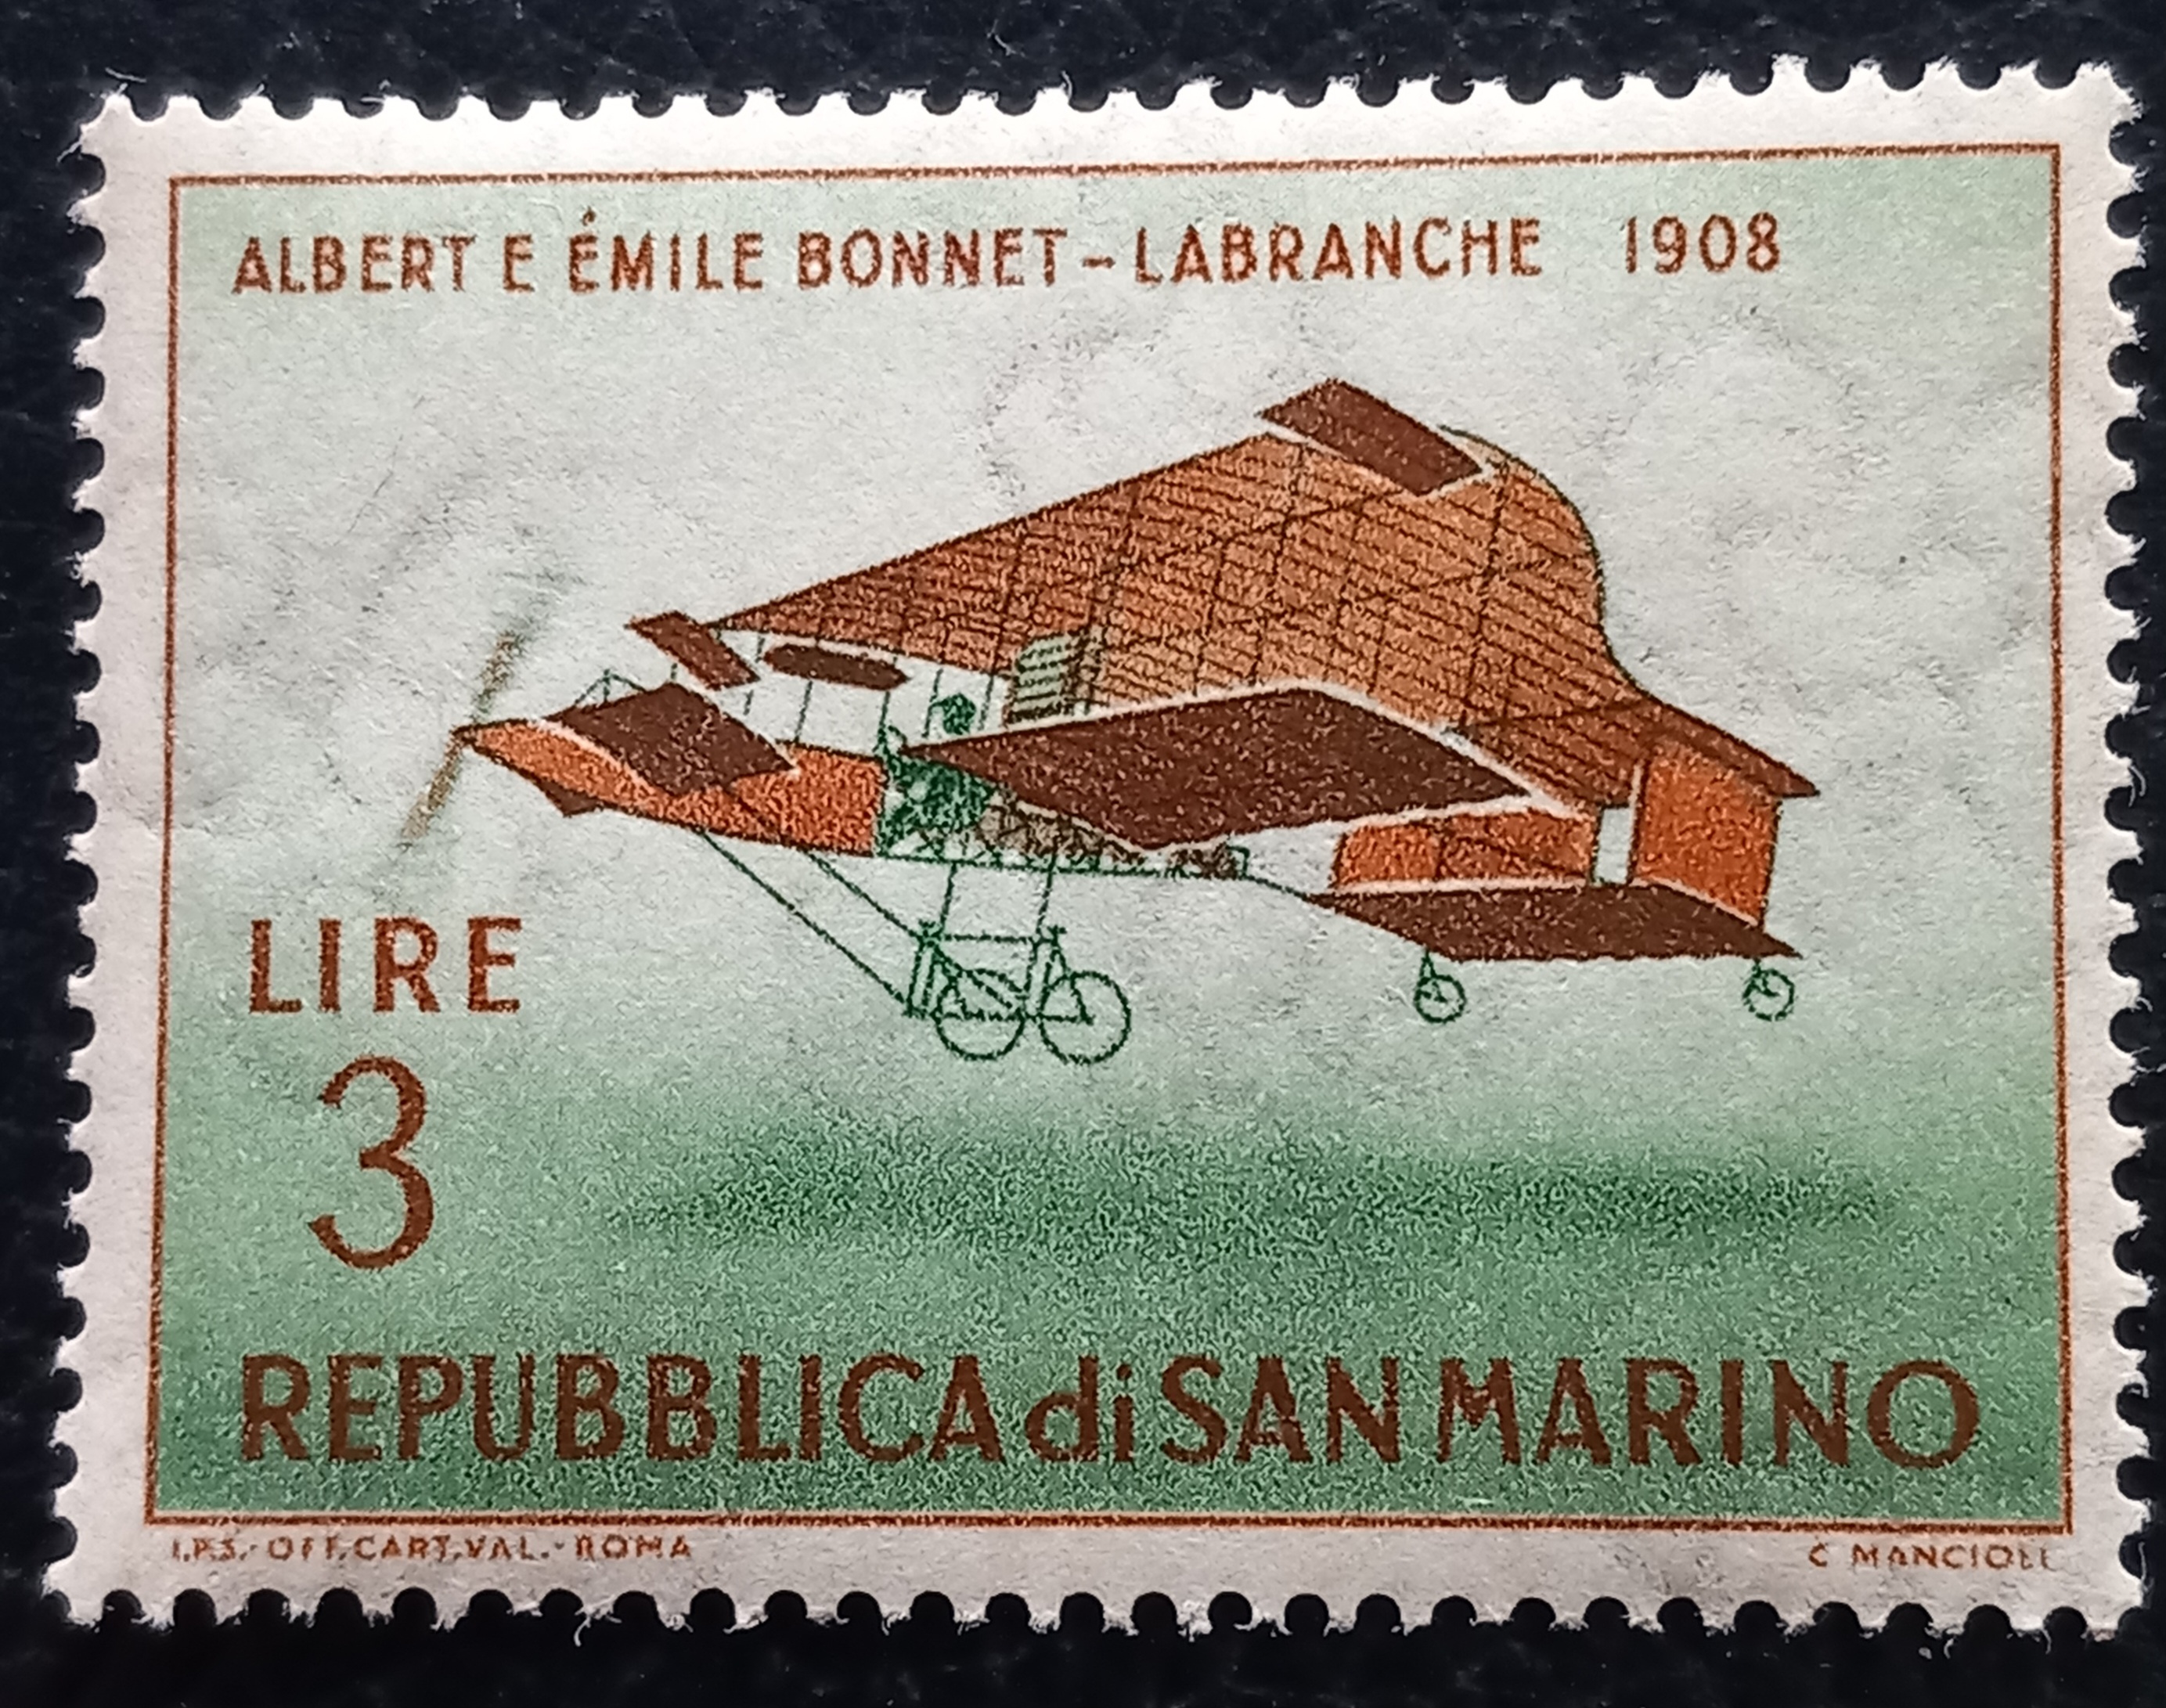 ALBERT E ÉMILE BONNET-LABRANCHE 1908
LIRE
3
REPUBBLICA di SAN MARINO
I.P.S.-OFF.CART.VAL.-ROMA
C MANCIOLI